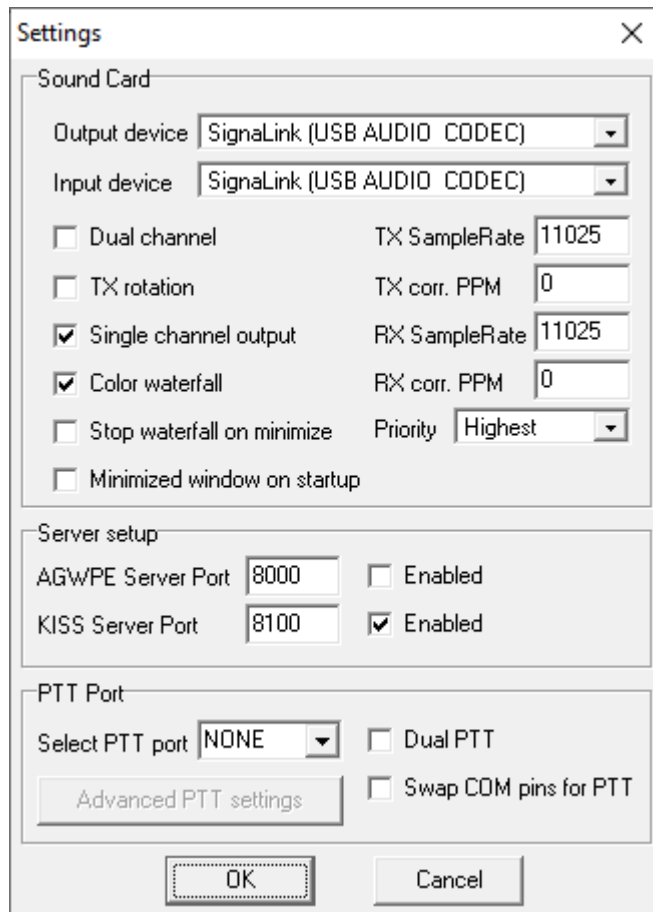 Settings
Sound Card
Output device SignaLink (USB AUDIO  CODEC)
Input device SignaLink (USB AUDIO  CODEC)
Dual channel TX SampleRate 11025
TX rotation TX corr. PPM 0
Single channel output RX SampleRate 11025
Color waterfall RX corr. PPM 0
Stop waterfall on minimize Priority Highest
Minimized window on startup
Server setup
AGWPE Server Port 8000 Enabled
KISS Server Port 8100 Enabled
PTT Port
Select PTT port NONE Dual PTT
Advanced PTT settings Swap COM pins for PTT
OK Cancel